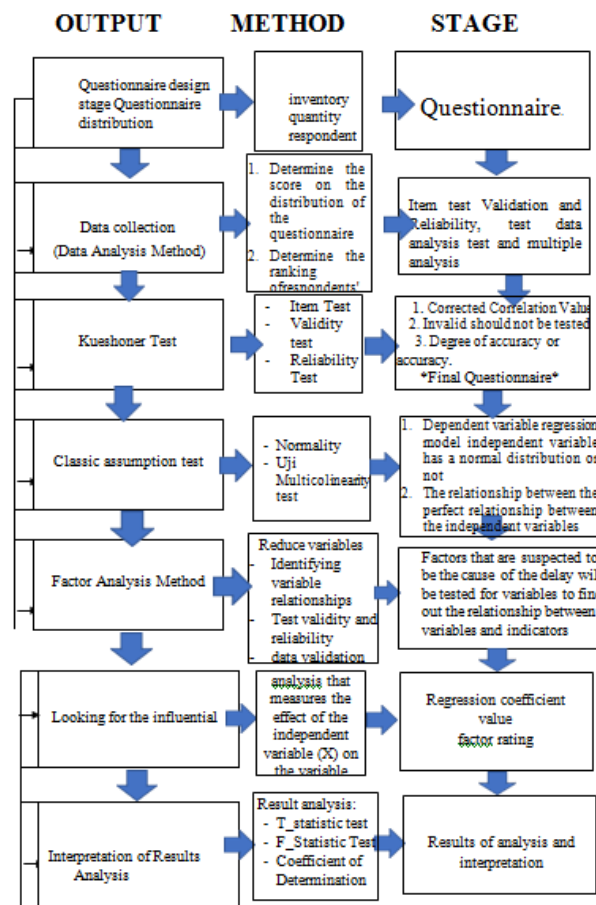 OUTPUT METHOD STAGE
Questionnaire design
stage Questionnaire
distribution
inventory
quantity
respondent
Questionnaire.
Data collection
(Data Analysis Method)
1. Determine the
score on the
distribution of
the
questionnaire
2. Determine the
ranking
ofrespondents'
Item test Validation and
Reliability, test data
analysis test and multiple
analysis
Kueshoner Test
- Item Test
- Validity
test
- Reliability
Test
1. Corrected Correlation Value
2. Invalid should not be tested
3. Degree of accuracy or
accuracy.
*Final Questionnaire*
Classic assumption test
- Normality
- Uji
Multicolinearity
test
1. Dependent variable regression
model independent variable
has a normal distribution or
not
2. The relationship between the
perfect relationship between
the independent variables
Factor Analysis Method
Reduce variables
- Identifying
variable
relationships
- Test validity and
reliability
- data validation
Factors that are suspected to
be the cause of the delay will
be tested for variables to find
out the relationship between
variables and indicators
Looking for the influential
analysis that
measures the
effect of the
independent
variable (X) on
the variable
Regression coefficient
value
factor rating
Interpretation of Results
Analysis
Result analysis:
- T_statistic test
- F_Statistic Test
- Coefficient of
Determination
Results of analysis and
interpretation